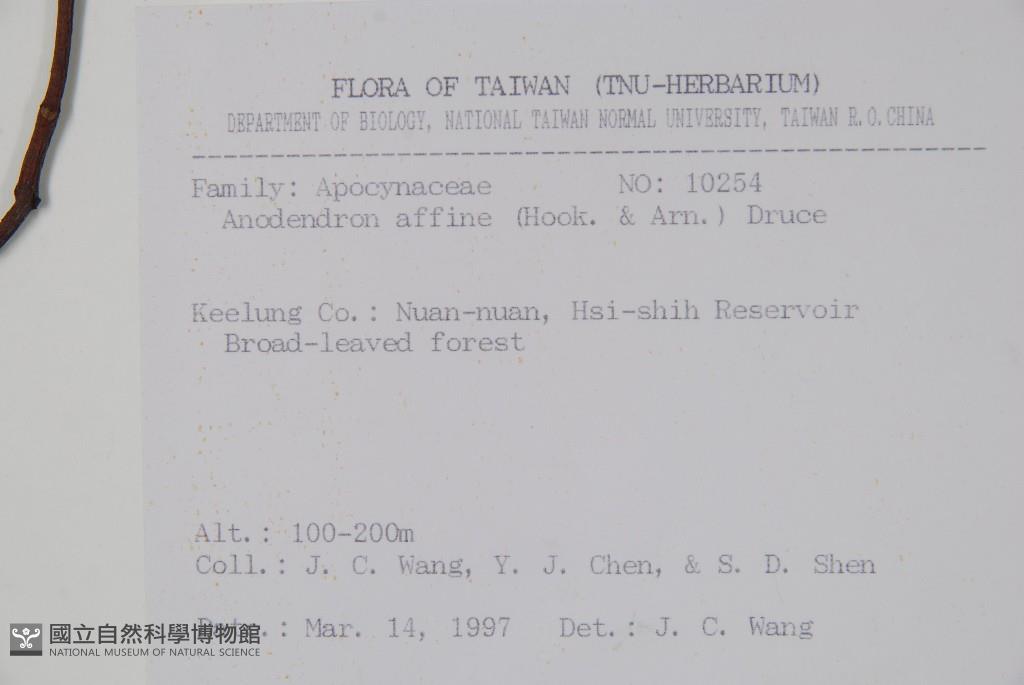 FLORA OF TAIWAN (TNU-HERBARIUM)
DEPARTMENT OF BIOLOGY, NATIONAL TAIWAN NORMAL UNIVERSITY, TAIWAN R.O.CHINA
Family: Apocynaceae NO: 10254
Anodendron affine (Hook. & Arn.) Druce
Keelung Co.: Nuan-nuan, Hsi-shih Reservoir
Broad-leaved forest
Alt.: 100-200m
Coll.: J. C. Wang, Y. J. Chen, & S. D. Shen
Mar. 14, 1997 Det.: J. C. Wang
國立自然科學博物館
NATIONAL MUSEUM OF NATURAL SCIENCE